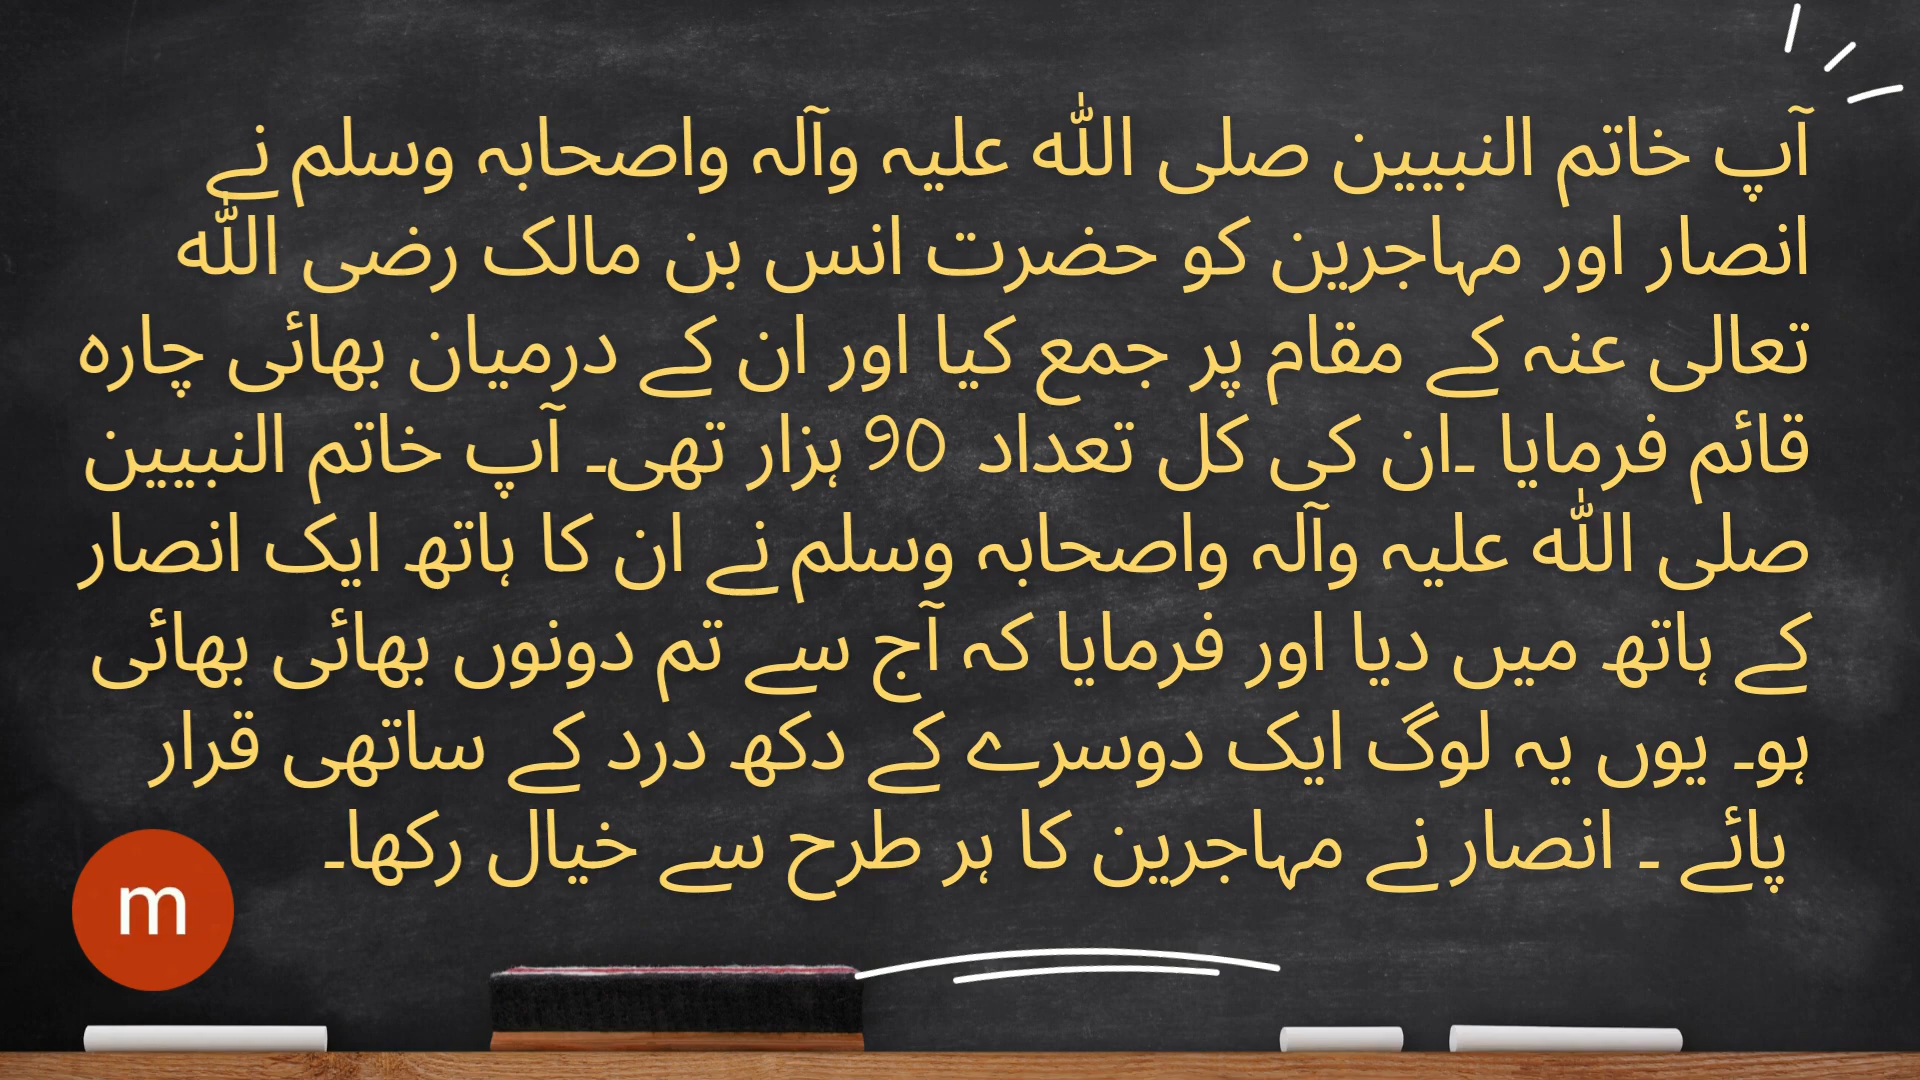 آپ خاتم النبیین صلی اللّٰہ علیہ وآلہ واصحابہ وسلم نے
انصار اور مہاجرین کو حضرت انس بن مالک رضی اللّٰہ
تعالی عنہ کے مقام پر جمع کیا اور ان کے درمیان بھائی چارہ
قائم فرمایا ۔ان کی کل تعداد 90 ہزار تھی۔ آپ خاتم النبیین
صلی اللّٰہ علیہ وآلہ واصحابہ وسلم نے ان کا ہاتھ ایک انصار
کے ہاتھ میں دیا اور فرمایا کہ آج سے تم دونوں بھائی بھائی
ہو۔ یوں یہ لوگ ایک دوسرے کے دکھ درد کے ساتھی قرار
پائے ۔ انصار نے مہاجرین کا ہر طرح سے خیال رکھا۔
m